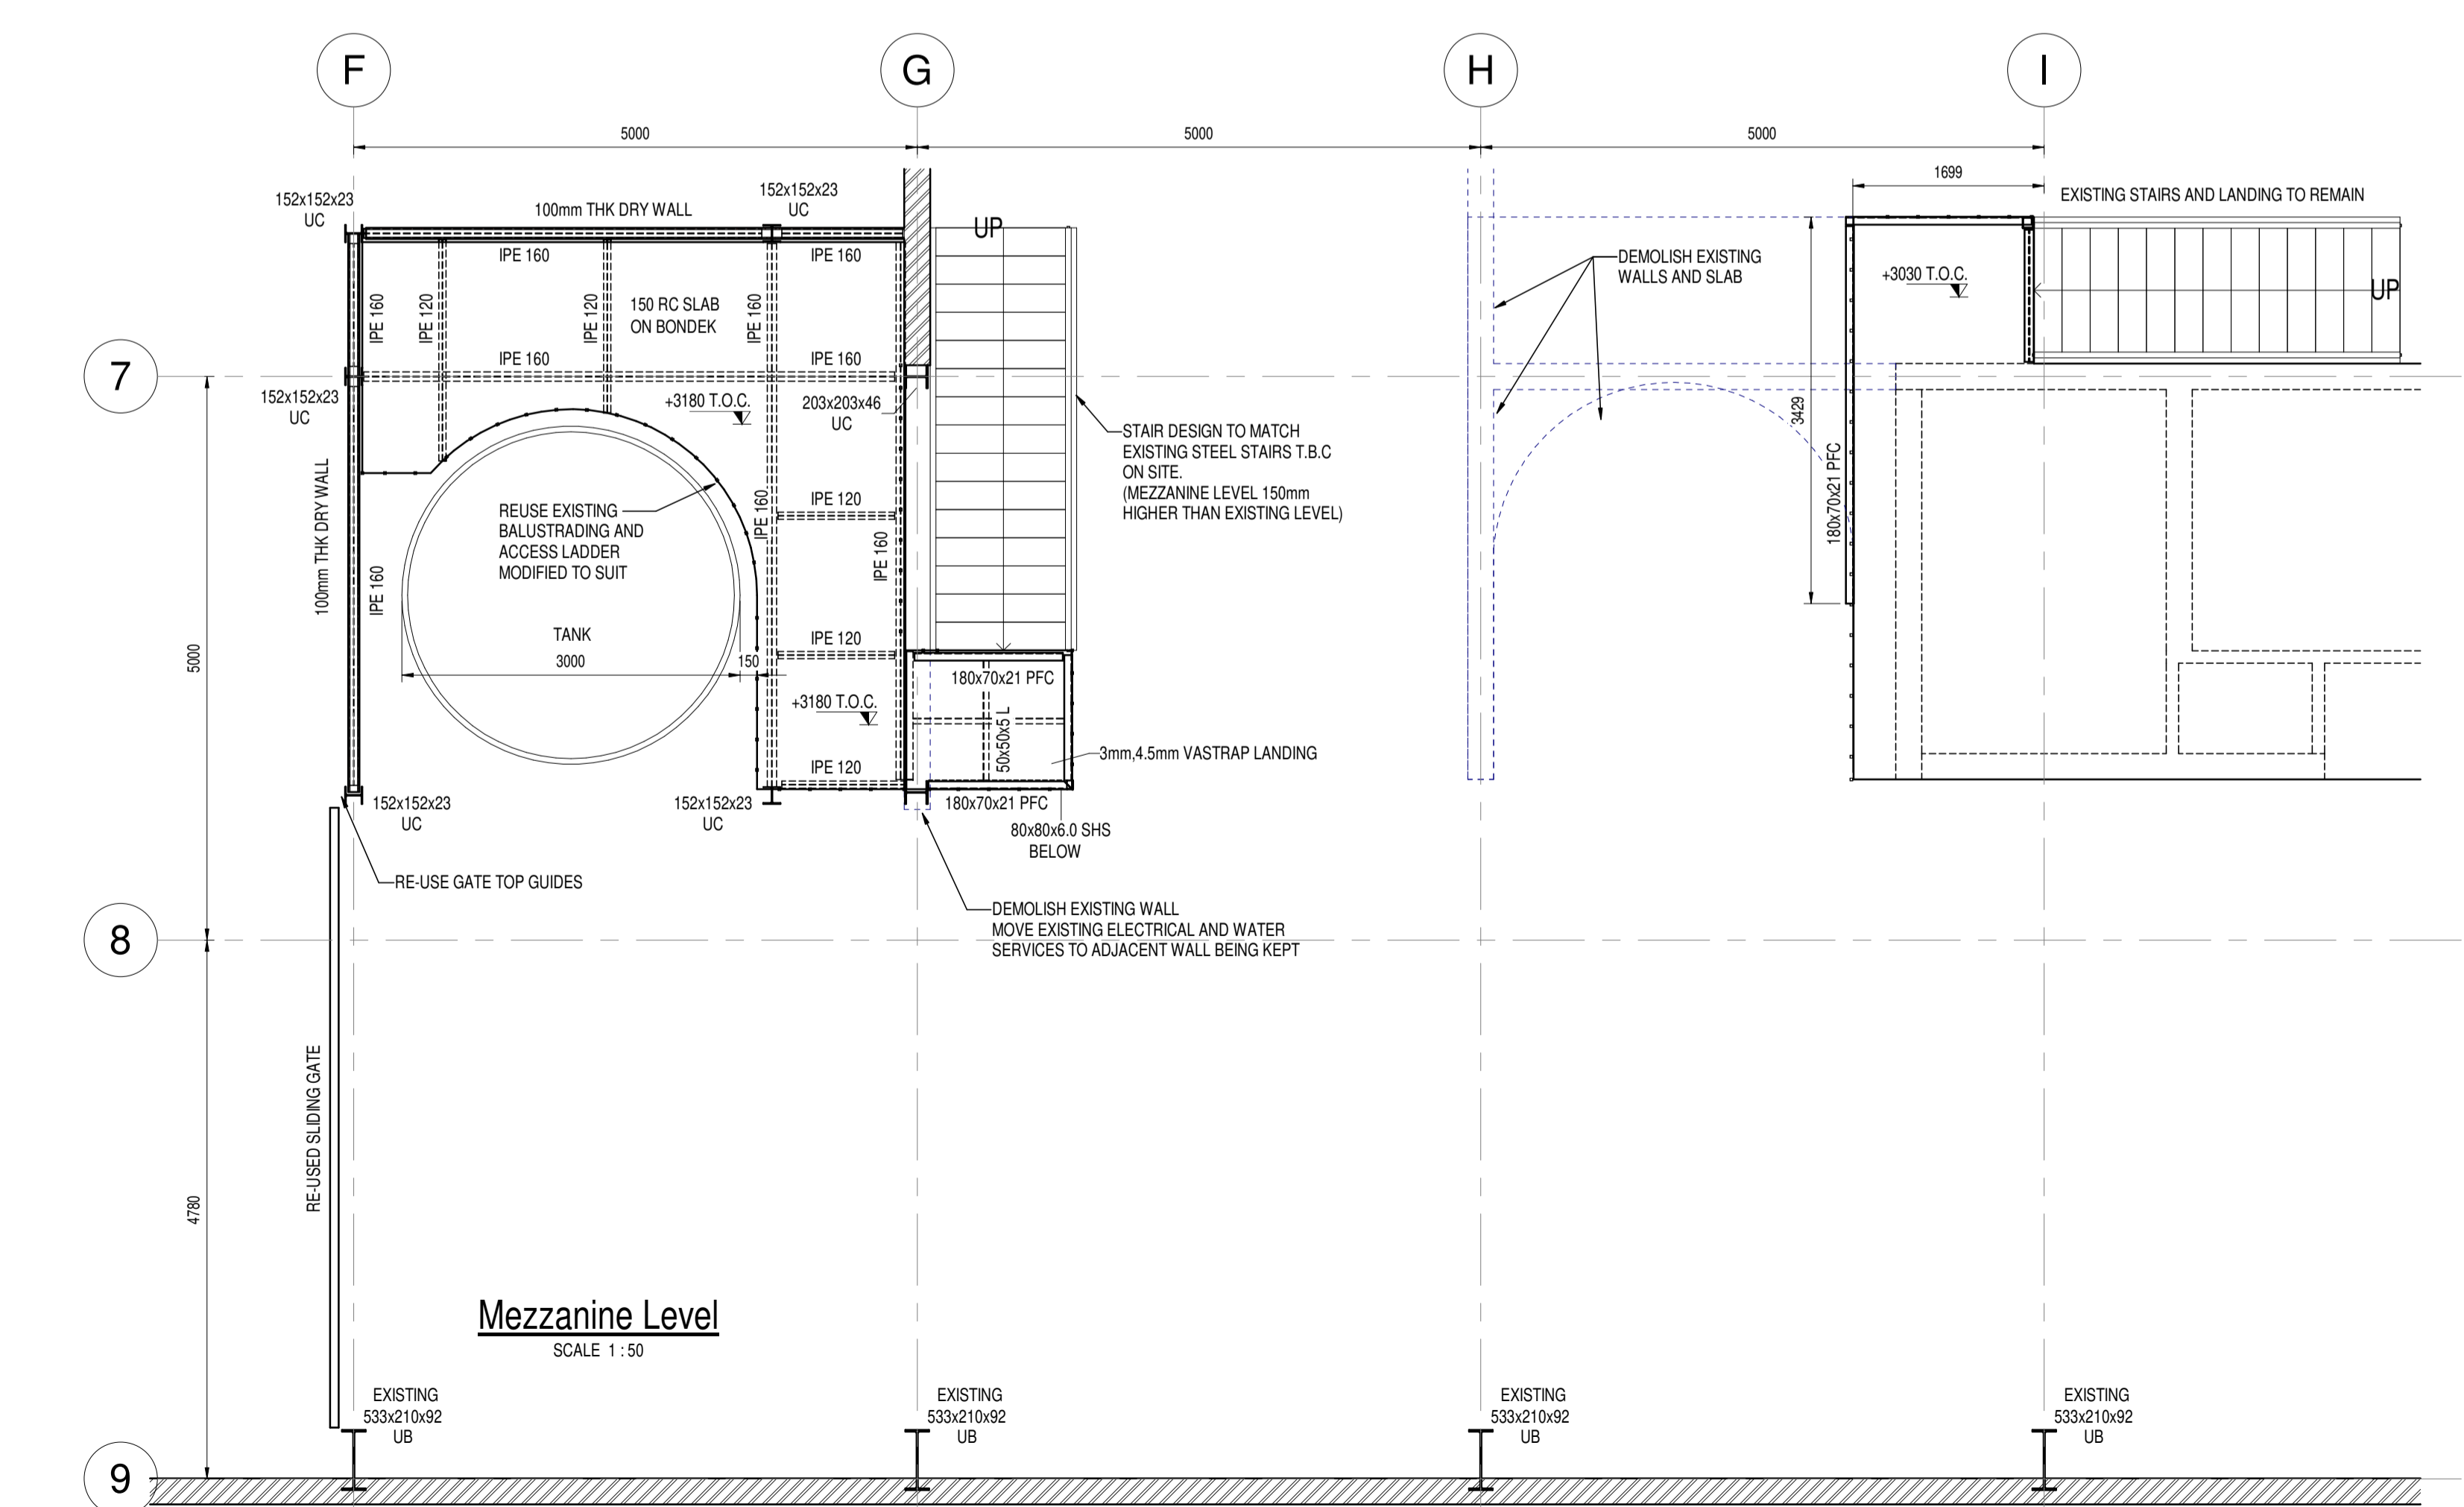 F
G
H
I
5000
5000
5000
1699
152x152x23
UC
100mm THK DRY WALL
152x152x23
UC
UP
EXISTING STAIRS AND LANDING TO REMAIN
IPE 160
IPE 160
DEMOLISH EXISTING
WALLS AND SLAB
+3030 T.O.C.
UP
IPE 160
IPE 120
IPE 120
150 RC SLAB
ON BONDEK
IPE 160
IPE 160
IPE 160
7
152x152x23
UC
+3180 T.O.C.
203x203x46
UC
3429
180x70x21 PFC
STAIR DESIGN TO MATCH
EXISTING STEEL STAIRS T.B.C
ON SITE.
(MEZZANINE LEVEL 150mm
HIGHER THAN EXISTING LEVEL)
100mm THK DRY WALL
IPE 160
REUSE EXISTING
BALUSTRADING AND
ACCESS LADDER
MODIFIED TO SUIT
IPE 160
IPE 120
IPE 160
TANK
3000
150
IPE 120
5000
180x70x21 PFC
+3180 T.O.C.
50x50x5 L
3mm,4.5mm VASTRAP LANDING
IPE 120
152x152x23
UC
152x152x23
UC
180x70x21 PFC
80x80x6.0 SHS
BELOW
RE-USE GATE TOP GUIDES
DEMOLISH EXISTING WALL
MOVE EXISTING ELECTRICAL AND WATER
SERVICES TO ADJACENT WALL BEING KEPT
8
RE-USED SLIDING GATE
4780
Mezzanine Level
SCALE 1 : 50
EXISTING
533x210x92
UB
EXISTING
533x210x92
UB
EXISTING
533x210x92
UB
EXISTING
533x210x92
UB
9